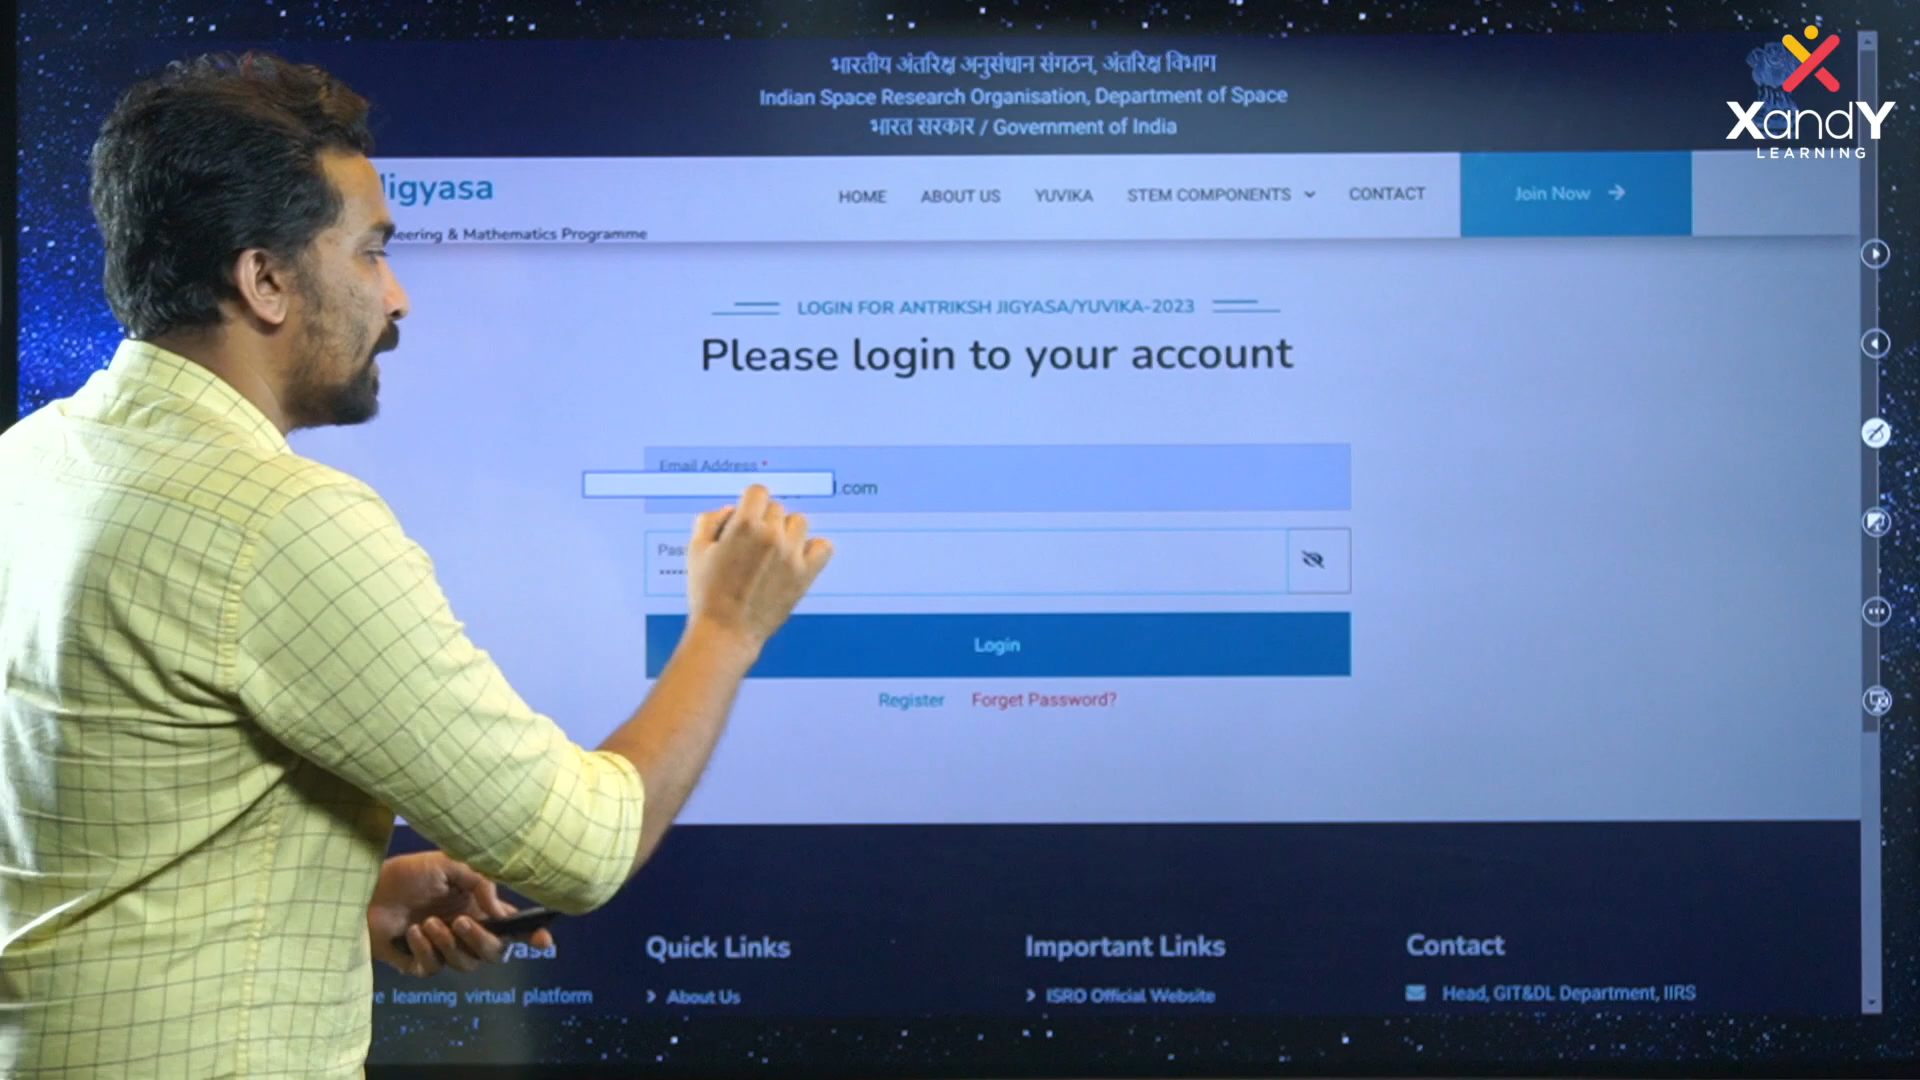 भारतीय अंतरिक्ष अनुसंधान संगठन, अंतरिक्ष विभाग
Indian Space Research Organisation, Department of Space
भारत सरकार / Government of India
XandY
LEARNING
Jigyasa
HOME ABOUT US YUVIKA STEM COMPONENTS CONTACT Join Now
eering & Mathematics Programme
LOGIN FOR ANTRIKSH JIGYASA/YUVIKA-2023
Please login to your account
Email Address *
l.com
Pas
Login
Register Forget Password?
yasa Quick Links Important Links Contact
e learning virtual platform About Us ISRO Official Website Head, GIT&DL Department, IIRS